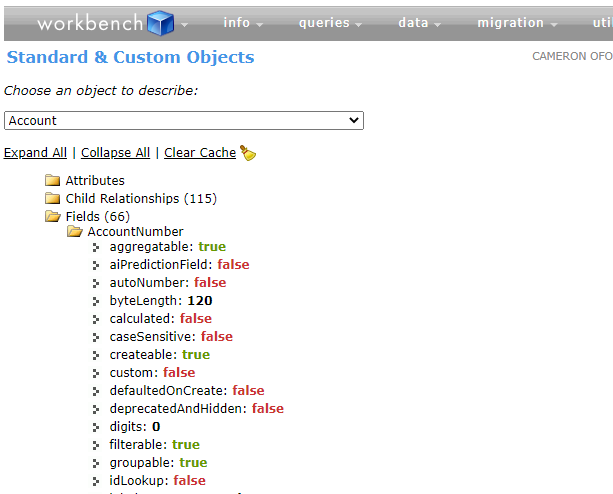 workbench info queries data migration uti
Standard & Custom Objects CAMERON OFO
Choose an object to describe:
Account
Expand All | Collapse All | Clear Cache
Attributes
Child Relationships (115)
Fields (66)
AccountNumber
aggregatable: true
aiPredictionField: false
autoNumber: false
byteLength: 120
calculated: false
caseSensitive: false
createable: true
custom: false
defaultedOnCreate: false
deprecatedAndHidden: false
digits: 0
filterable: true
groupable: true
idLookup: false